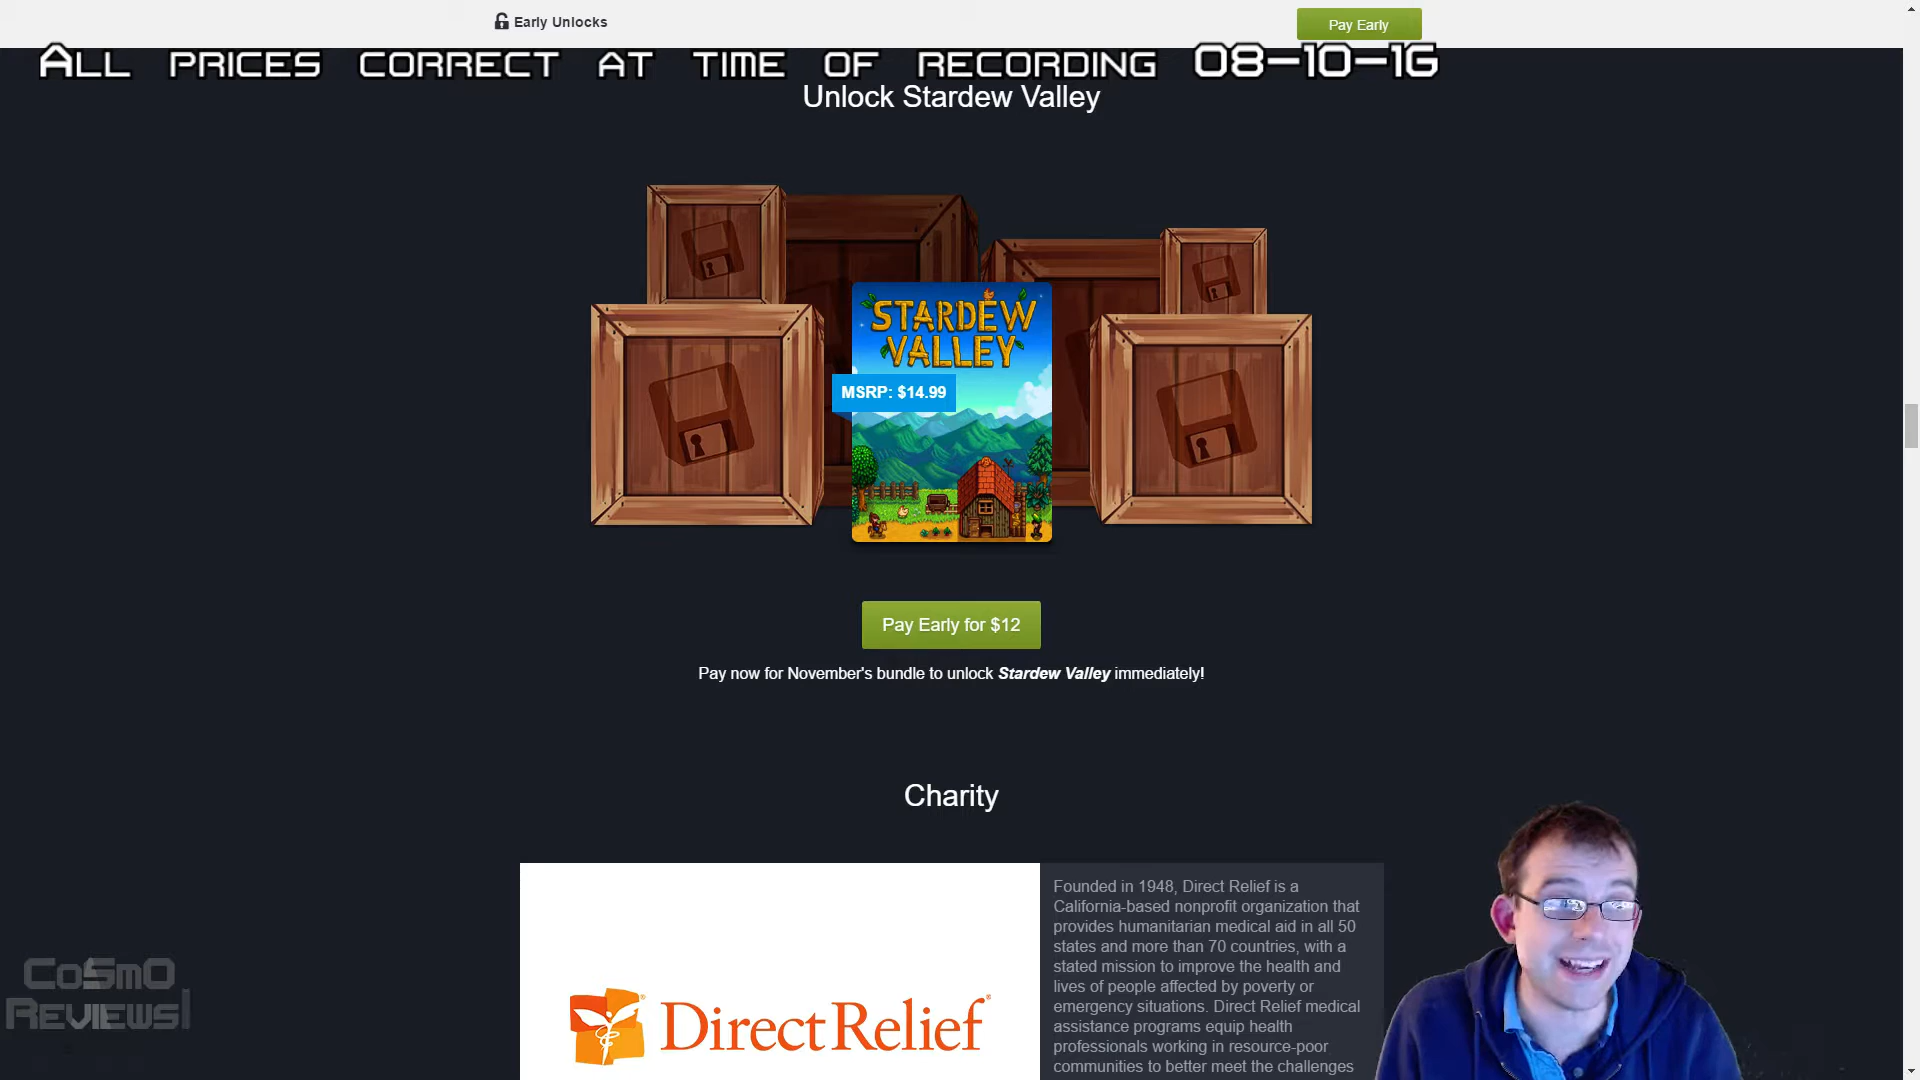 Early Unlocks
Pay Early
All prices correct at time of recording 08-10-16
Unlock Stardew Valley
STARDEW
VALLEY
MSRP: $14.99
Pay Early for $12
Pay now for November's bundle to unlock Stardew Valley immediately!
Charity
Founded in 1948, Direct Relief is a
California-based nonprofit organization that
provides humanitarian medical aid in all 50
states and more than 70 countries, with a
stated mission to improve the health and
lives of people affected by poverty or
emergency situations. Direct Relief medical
assistance programs equip health
professionals working in resource-poor
communities to better meet the challenges
DirectRelief®
CoSmO
Reviews!